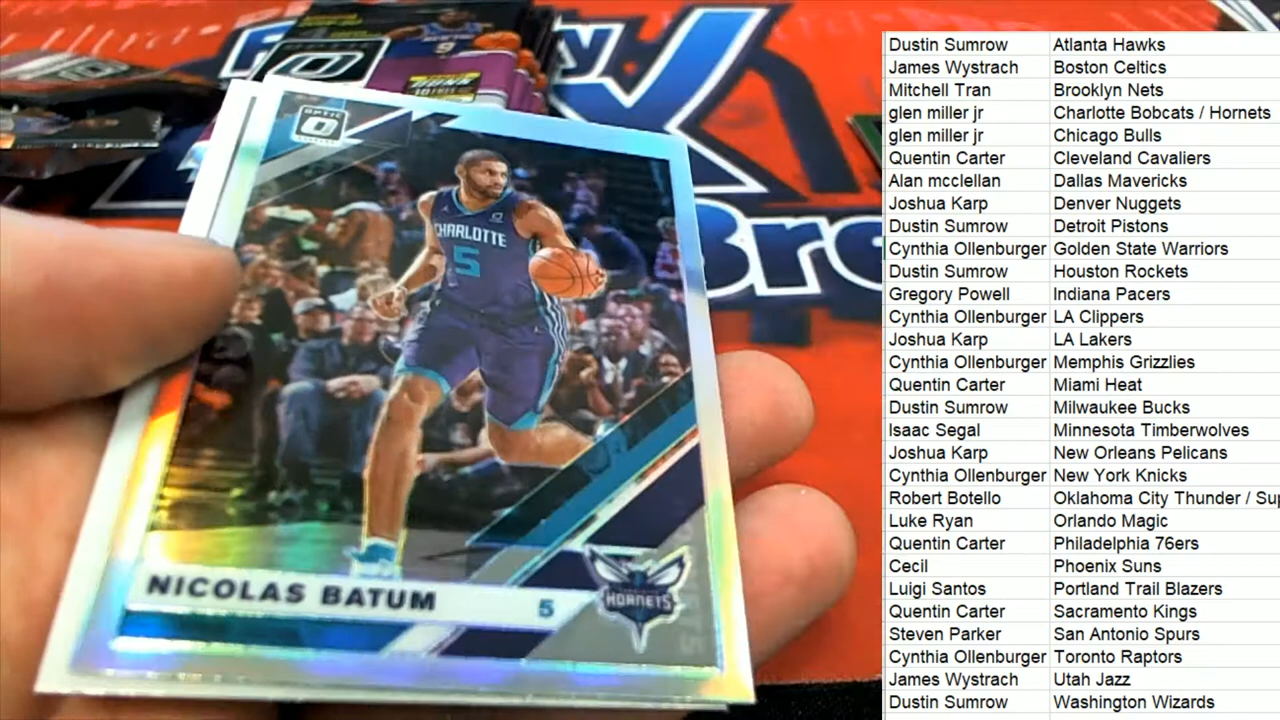 OPTIC
CHARLOTTE
5
NICOLAS BATUM
5
HORNETS
9
Bro
Dustin Sumrow Atlanta Hawks
James Wystrach Boston Celtics
Mitchell Tran Brooklyn Nets
glen miller jr Charlotte Bobcats / Hornets
glen miller jr Chicago Bulls
Quentin Carter Cleveland Cavaliers
Alan mcclellan Dallas Mavericks
Joshua Karp Denver Nuggets
Dustin Sumrow Detroit Pistons
Cynthia Ollenburger Golden State Warriors
Dustin Sumrow Houston Rockets
Gregory Powell Indiana Pacers
Cynthia Ollenburger LA Clippers
Joshua Karp LA Lakers
Cynthia Ollenburger Memphis Grizzlies
Quentin Carter Miami Heat
Dustin Sumrow Milwaukee Bucks
Isaac Segal Minnesota Timberwolves
Joshua Karp New Orleans Pelicans
Cynthia Ollenburger New York Knicks
Robert Botello Oklahoma City Thunder / Sup
Luke Ryan Orlando Magic
Quentin Carter Philadelphia 76ers
Cecil Phoenix Suns
Luigi Santos Portland Trail Blazers
Quentin Carter Sacramento Kings
Steven Parker San Antonio Spurs
Cynthia Ollenburger Toronto Raptors
James Wystrach Utah Jazz
Dustin Sumrow Washington Wizards